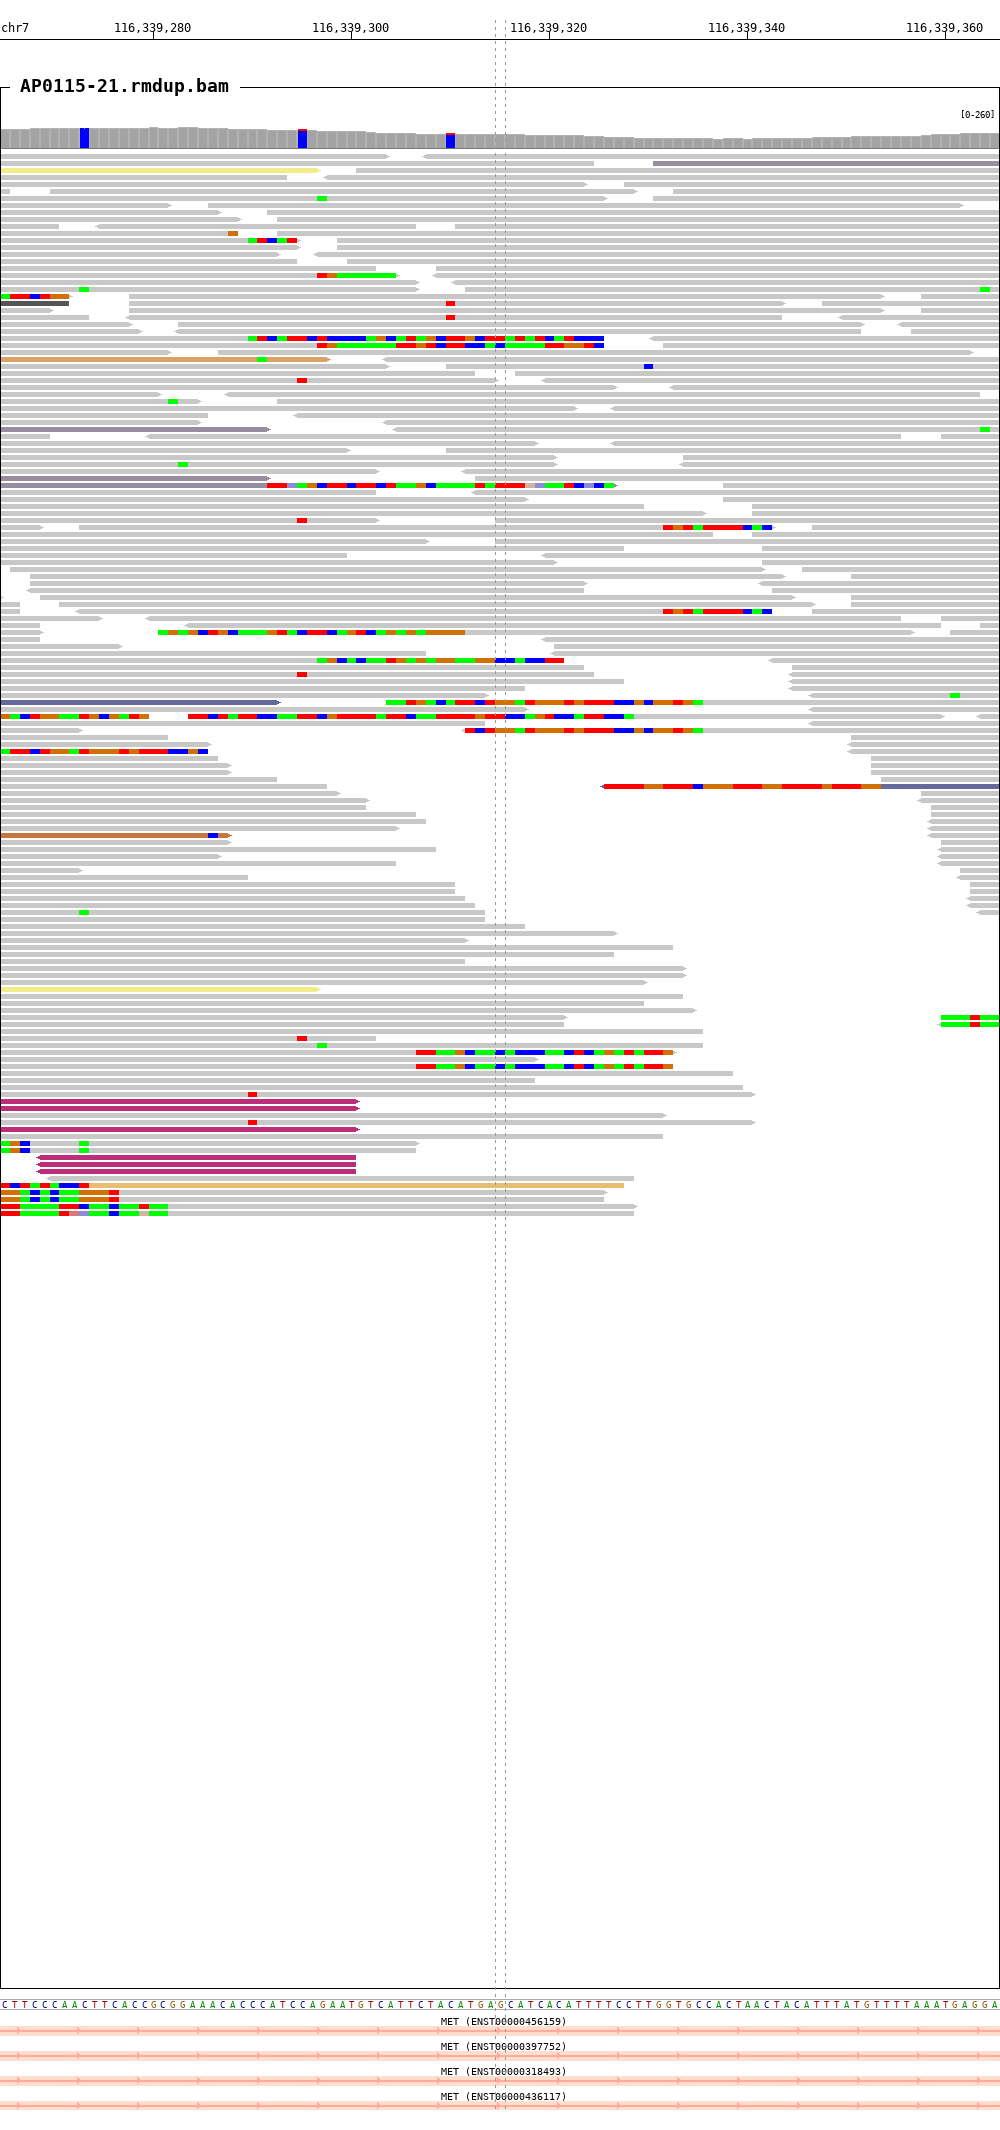 chr7 116,339,280 116,339,300 116,339,320 116,339,340 116,339,360
AP0115-21.rmdup.bam
[0-260]
CTTCCCAACTTCACCGCGGAAACACCCATCCAGAATGTCATTCTACATGAGCATCACATTTTCCTTGGTGCCACTAACTACATTTATGTTTTAAATGAGGA
MET (ENST00000456159)
MET (ENST00000397752)
MET (ENST00000318493)
MET (ENST00000436117)